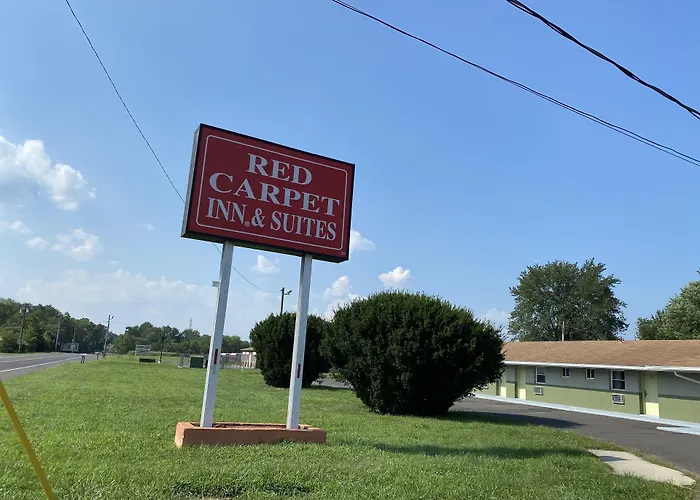 RED
CARPET
INN® & SUITES